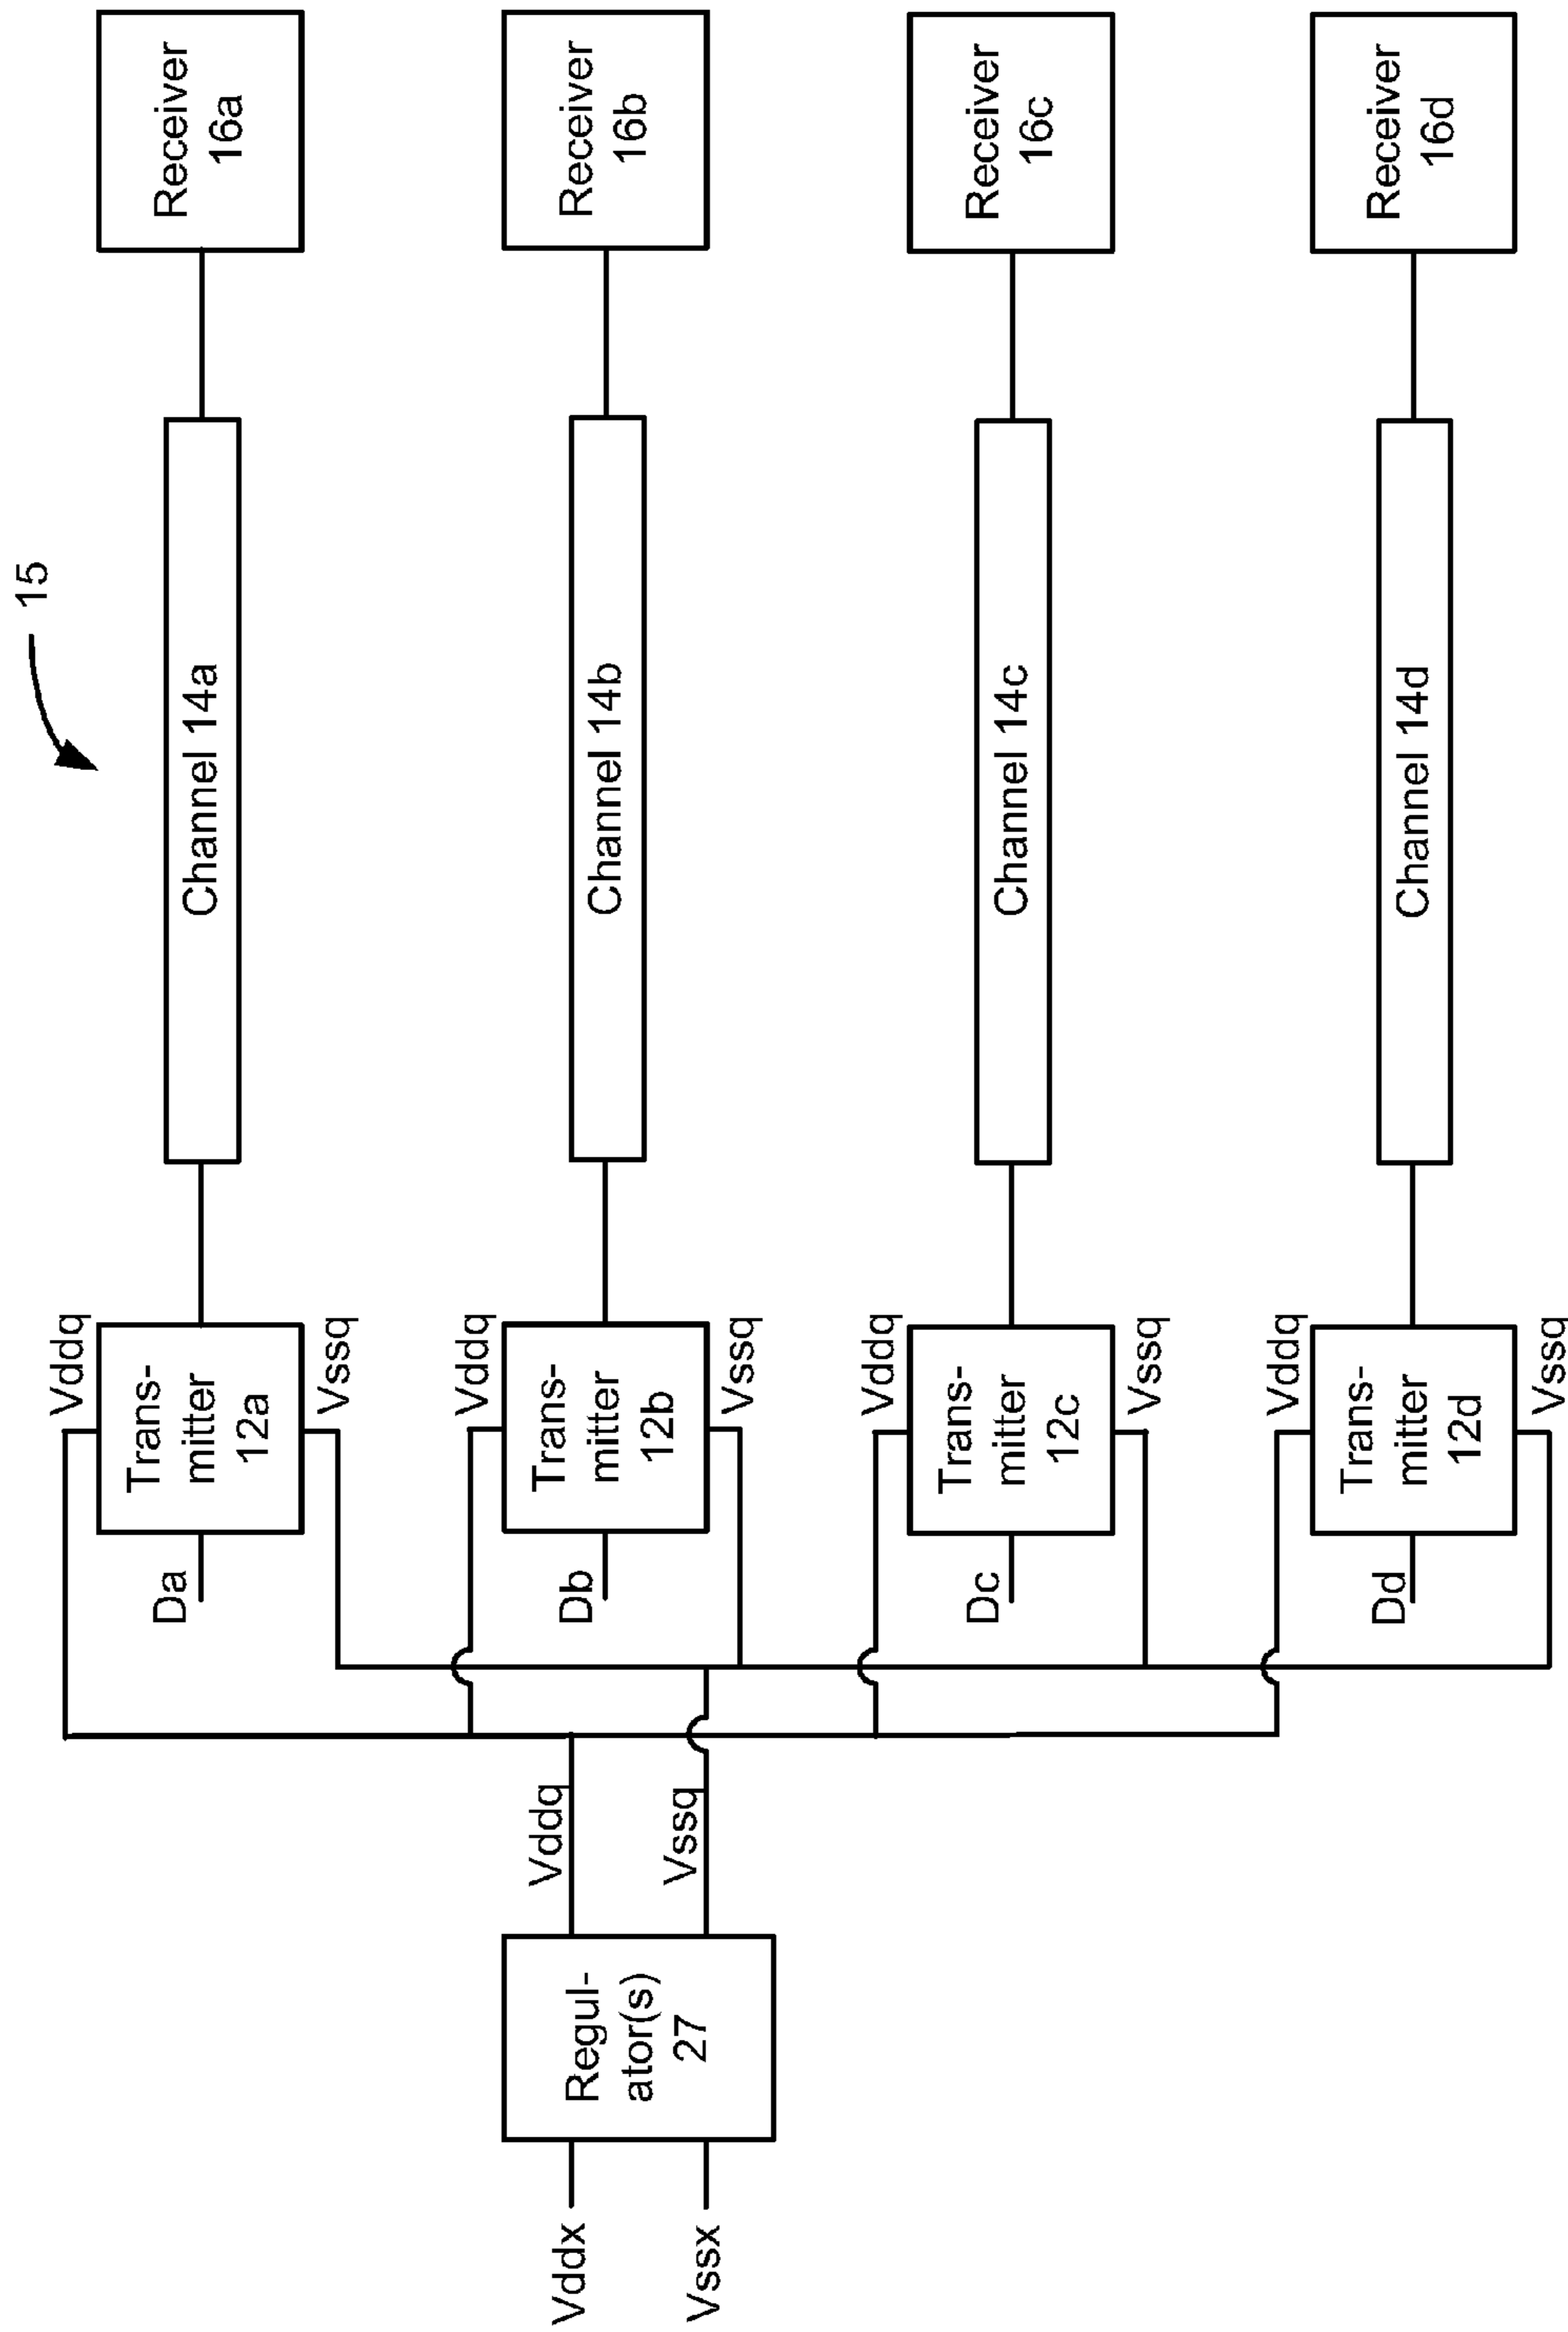 15
Vddq
Da
Trans-
mitter
12a
Vssq
Channel 14a
Receiver
16a
Vddq
Db
Trans-
mitter
12b
Vssq
Channel 14b
Receiver
16b
Vddx
Vssx
Regul-
ator(s)
27
Vddq
Vssq
Vddq
Dc
Trans-
mitter
12c
Vssq
Channel 14c
Receiver
16c
Vddq
Dd
Trans-
mitter
12d
Vssq
Channel 14d
Receiver
16d